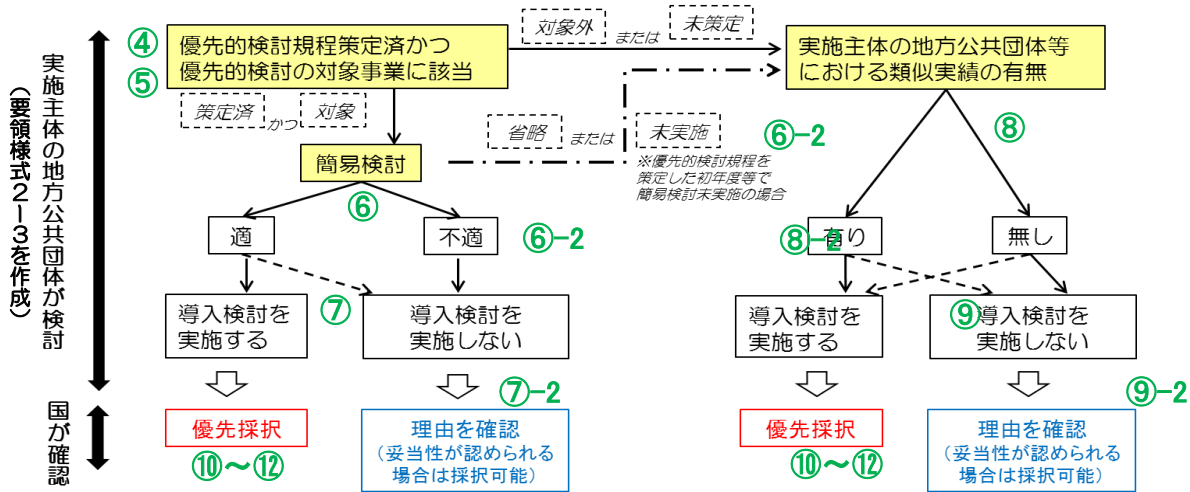 実施主体の地方公共団体が検討
（要領様式２－３を作成）
国が確認
④
⑤
優先的検討規程策定済かつ
優先的検討の対象事業に該当
対象外
または
未策定
実施主体の地方公共団体等
における類似実績の有無
策定済
かつ
対象
省略
または
未実施
※優先的検討規程を
策定した初年度等で
簡易検討未実施の場合
⑥-2
⑧
簡易検討
⑥
適
不適
⑥-2
⑧-2
有り
無し
⑦
導入検討を
実施する
導入検討を
実施しない
導入検討を
実施する
⑨
導入検討を
実施しない
⑦-2
⑨-2
優先採択
⑩～⑫
理由を確認
（妥当性が認められる
場合は採択可能）
優先採択
⑩～⑫
理由を確認
（妥当性が認められる
場合は採択可能）